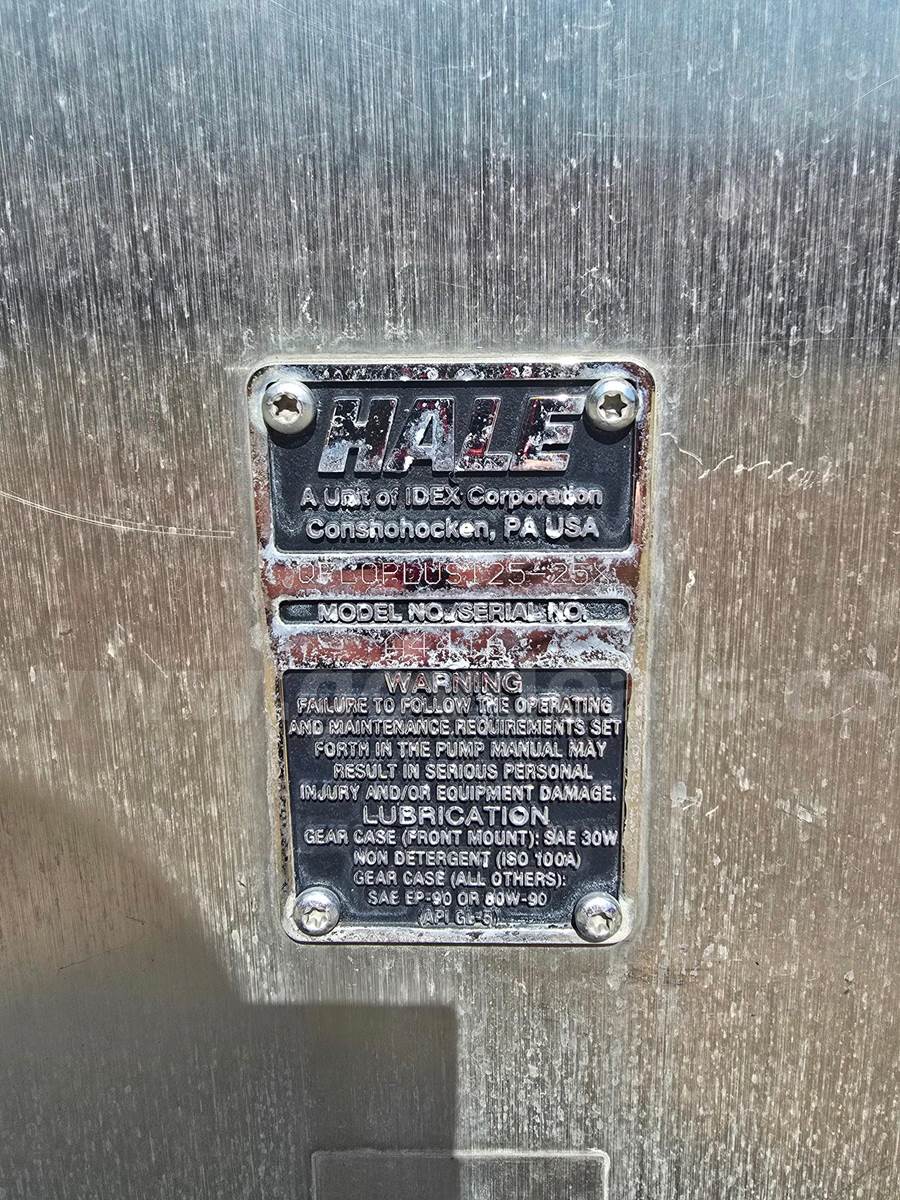 HALE
A Unit of IDEX Corporation
Conshohocken, PA USA
MODEL NO./SERIAL NO.
WARNING
FAILURE TO FOLLOW THE OPERATING
AND MAINTENANCE REQUIREMENTS SET
FORTH IN THE PUMP MANUAL MAY
RESULT IN SERIOUS PERSONAL
INJURY AND/OR EQUIPMENT DAMAGE.
LUBRICATION
GEAR CASE (FRONT MOUNT): SAE 30W
NON DETERGENT (ISO 100A)
GEAR CASE (ALL OTHERS):
SAE EP-90 OR 80W-90
(API GL-5)